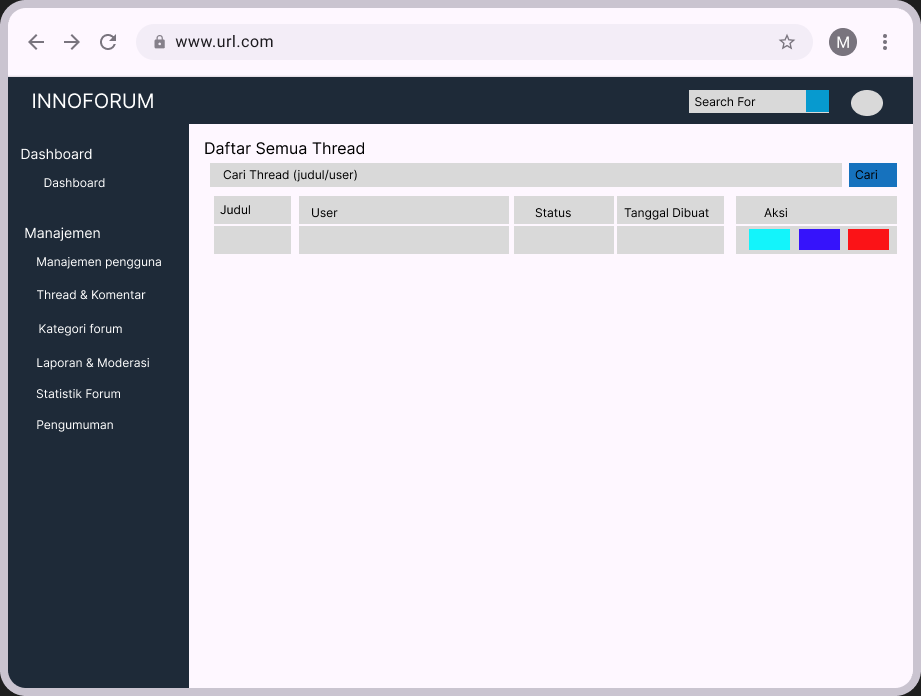 www.url.com
M
INNOFORUM
Search For
Dashboard
Dashboard
Manajemen
Manajemen pengguna
Thread & Komentar
Kategori forum
Laporan & Moderasi
Statistik Forum
Pengumuman
Daftar Semua Thread
Cari Thread (judul/user)
Cari
Judul
User
Status
Tanggal Dibuat
Aksi